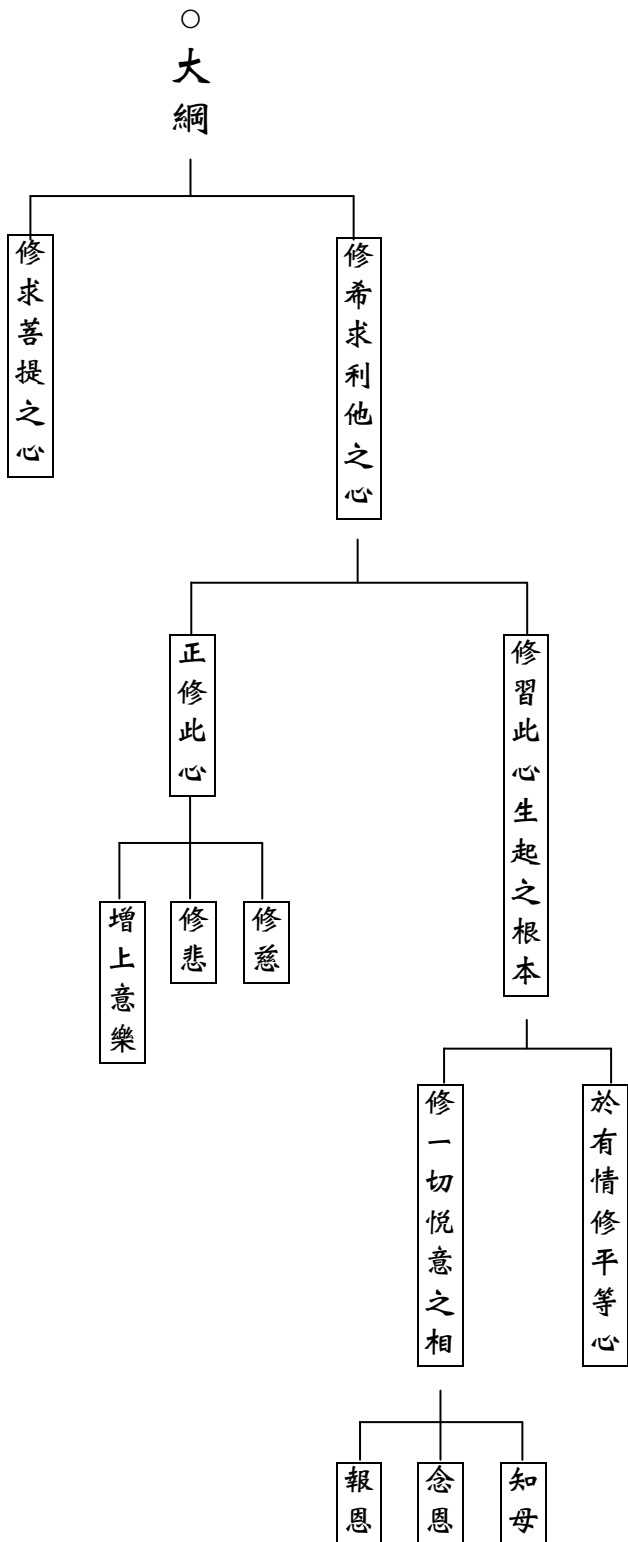 ○大綱
修希求利他之心
修求菩提之心
修習此心生起之根本
正修此心
於有情修平等心
修一切悦意之相
知母
念恩
報恩
修慈
修悲
增上意樂